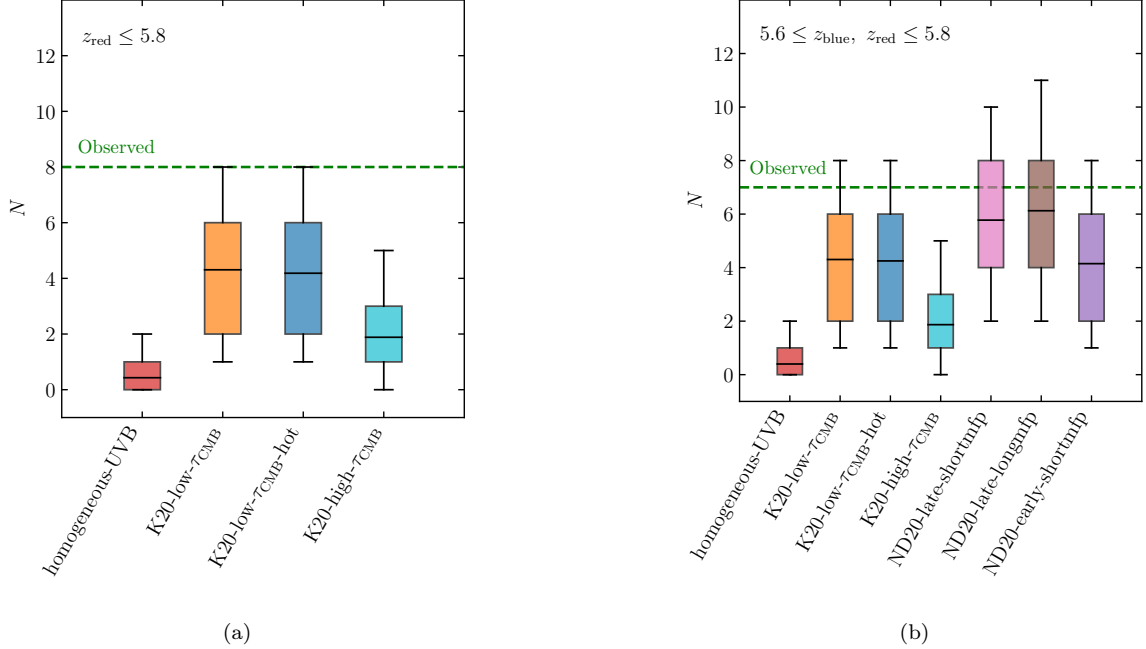 z_red ≤ 5.8
12
10
8
6
4
2
0
N
Observed
homogeneous-UVB
K20-low-τ_CMB
K20-low-τ_CMB-hot
K20-high-τ_CMB
(a)
5.6 ≤ z_blue, z_red ≤ 5.8
12
10
8
6
4
2
0
N
Observed
homogeneous-UVB
K20-low-τ_CMB
K20-low-τ_CMB-hot
K20-high-τ_CMB
ND20-late-shortmfp
ND20-late-longmfp
ND20-early-shortmfp
(b)